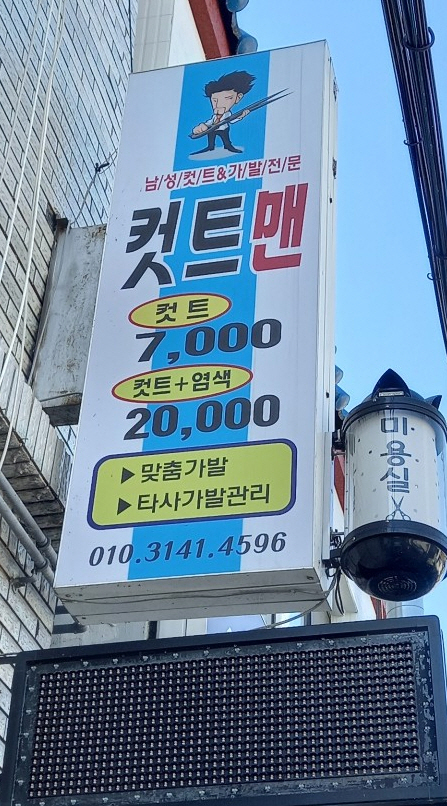 남/성/컷/트&가/발/전/문
컷트맨
컷 트
7,000
컷트+염색
20,000
▶맞춤가발
▶타사가발관리
010.3141.4596
미용실